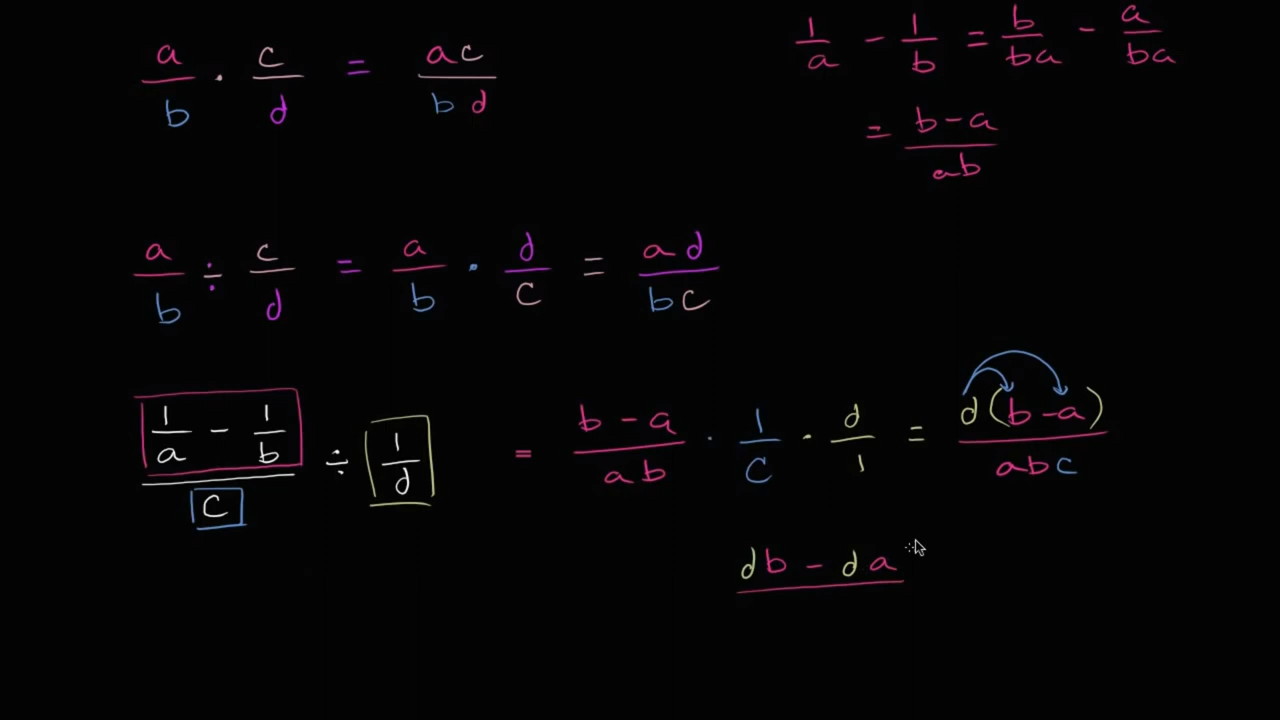 a/b · c/d = ac/bd
1/a - 1/b = b/ba - a/ba
= b-a/ab
a/b ÷ c/d = a/b · d/c = ad/bc
1/a - 1/b / c ÷ 1/d = b-a/ab · 1/c · d/1 = d(b-a)/abc
db - da